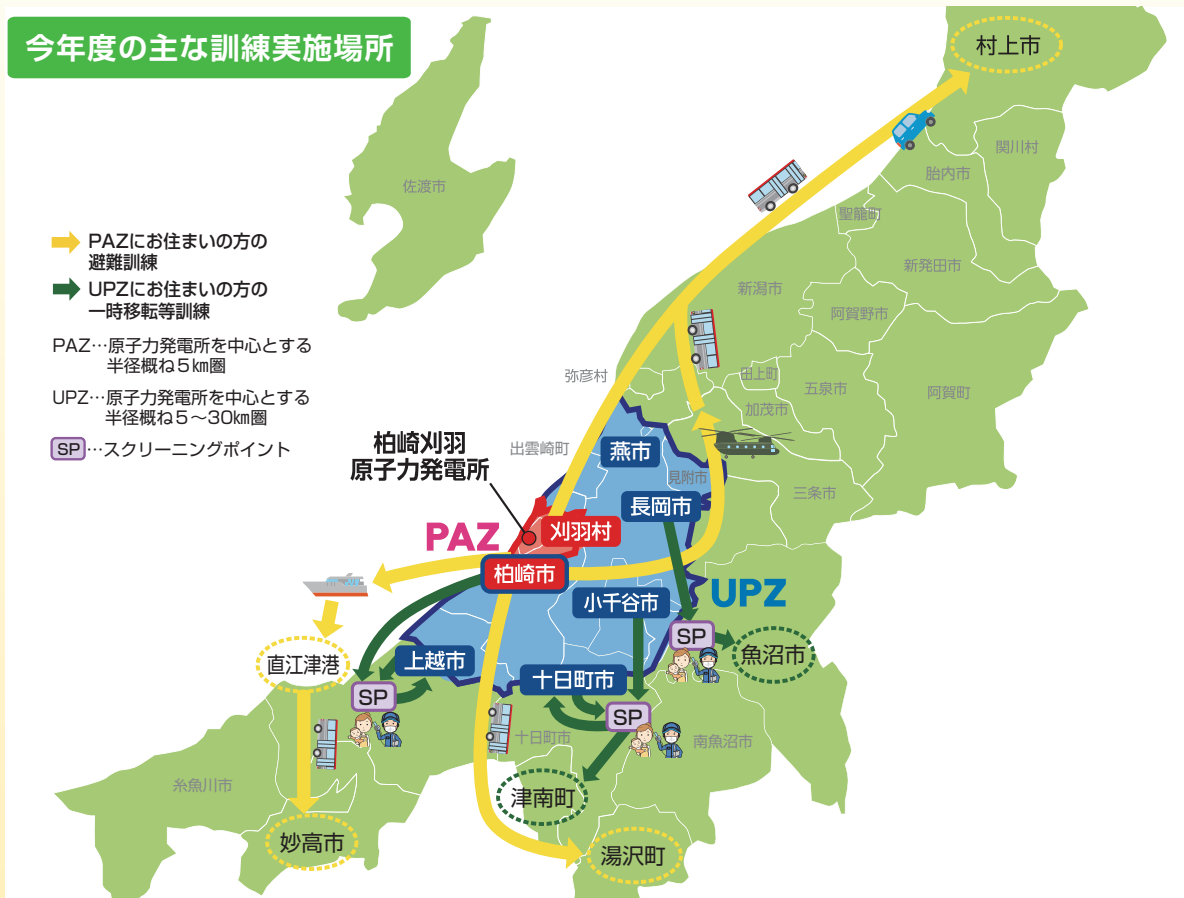 今年度の主な訓練実施場所
村上市
関川村
胎内市
佐渡市
聖籠町
PAZにお住まいの方の
避難訓練
新発田市
新潟市
UPZにお住まいの方の
一時移転等訓練
阿賀野市
PAZ…原子力発電所を中心とする
半径概ね5km圏
弥彦村
田上町
五泉市
阿賀町
UPZ…原子力発電所を中心とする
半径概ね5～30km圏
加茂市
SP…スクリーニングポイント
柏崎刈羽
原子力発電所
出雲崎町
燕市
見附市
三条市
長岡市
PAZ
刈羽村
柏崎市
小千谷市
UPZ
SP
魚沼市
直江津港
上越市
十日町市
SP
SP
十日町市
南魚沼市
糸魚川市
津南町
妙高市
湯沢町